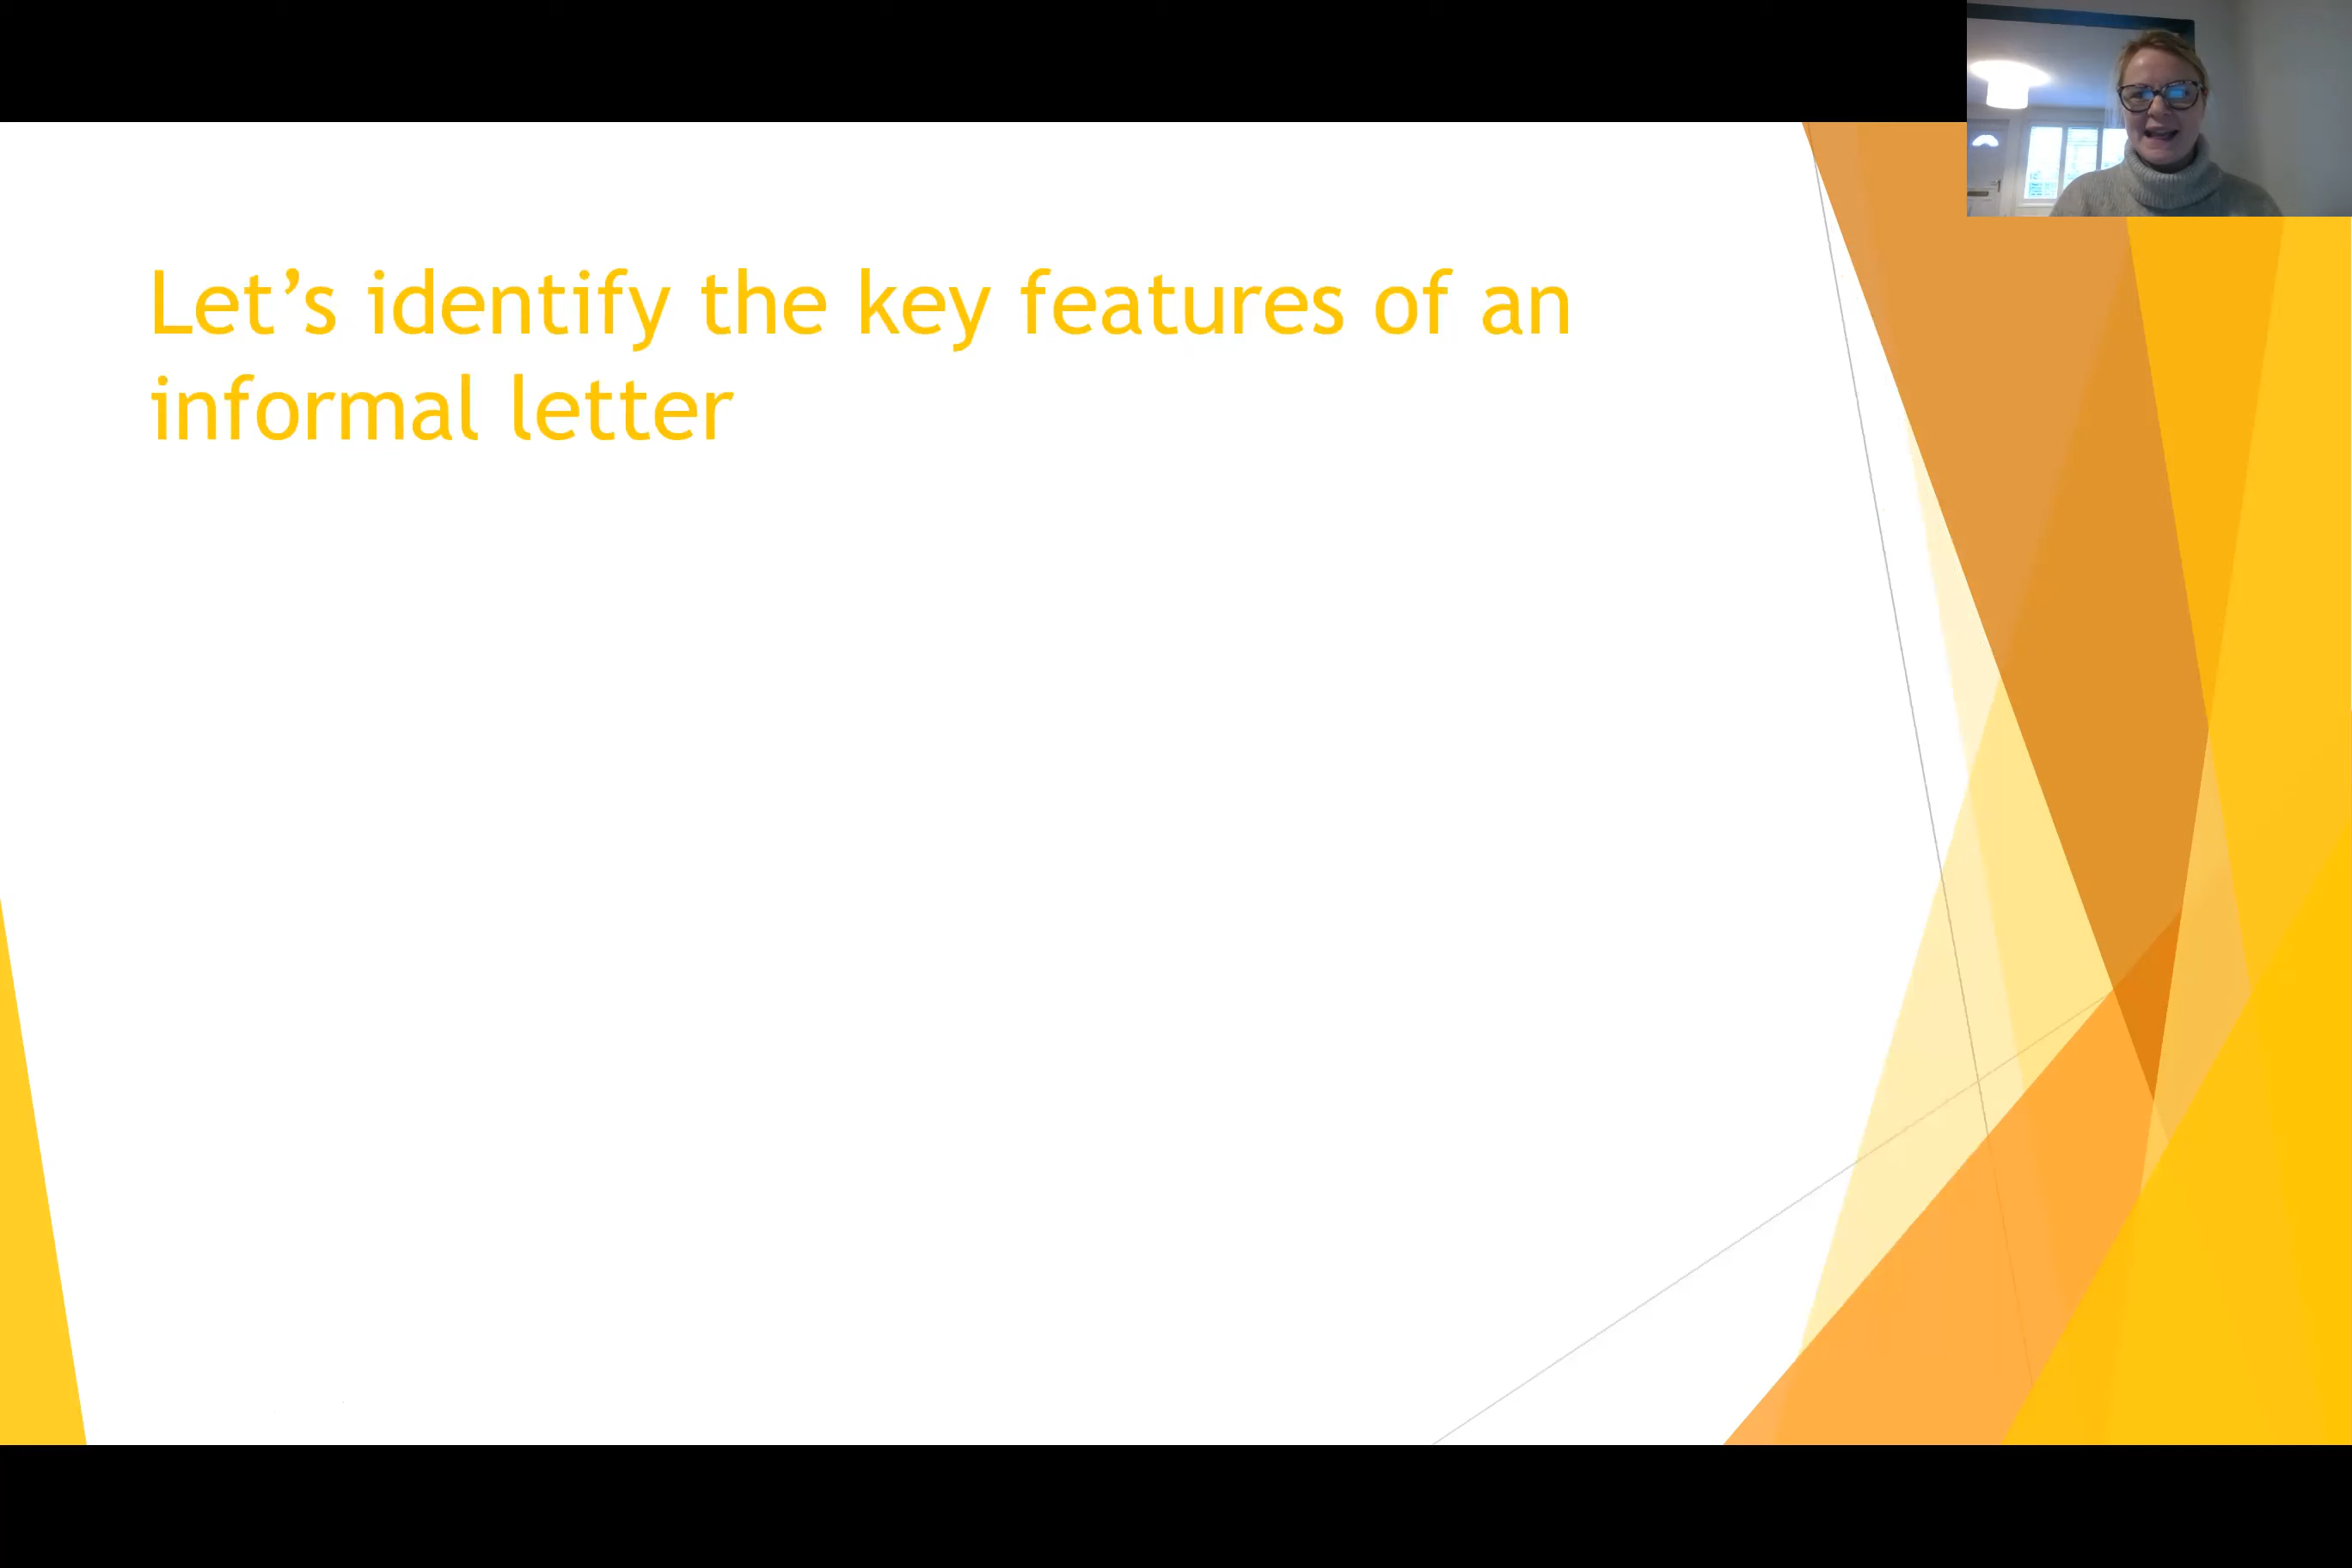 Let’s identify the key features of an
informal letter